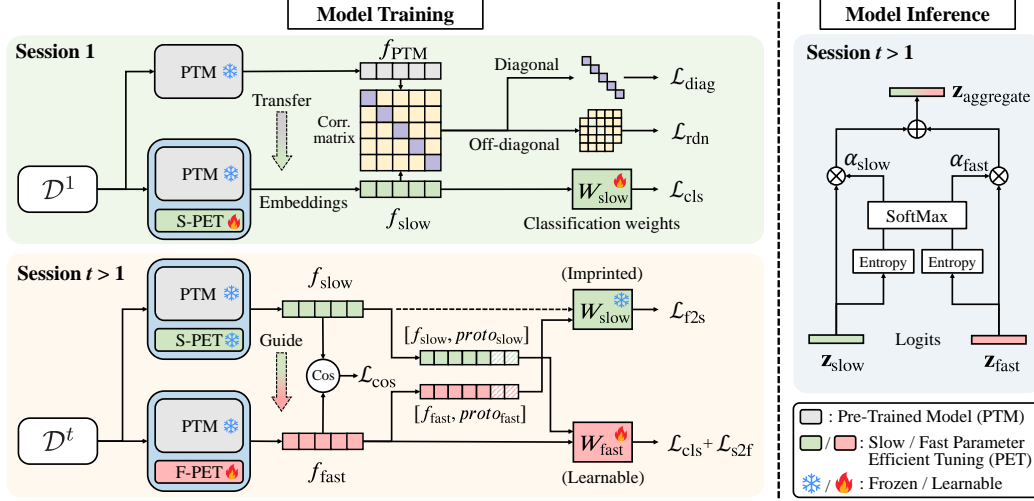 Model Training
Session 1
PTM
f_PTM
Diagonal
ℒ_diag
Transfer
Corr. matrix
Off-diagonal
ℒ_rdn
𝒟^1
PTM
S-PET
Embeddings
f_slow
W_slow
ℒ_cls
Classification weights
Session t > 1
PTM
S-PET
f_slow
(Imprinted)
W_slow
ℒ_f2s
Guide
[f_slow, proto_slow]
Cos
ℒ_cos
[f_fast, proto_fast]
𝒟^t
PTM
F-PET
f_fast
W_fast
ℒ_cls + ℒ_s2f
(Learnable)
Model Inference
Session t > 1
z_aggregate
α_slow
α_fast
SoftMax
Entropy
Entropy
z_slow
Logits
z_fast
: Pre-Trained Model (PTM)
/ : Slow / Fast Parameter
Efficient Tuning (PET)
/ : Frozen / Learnable